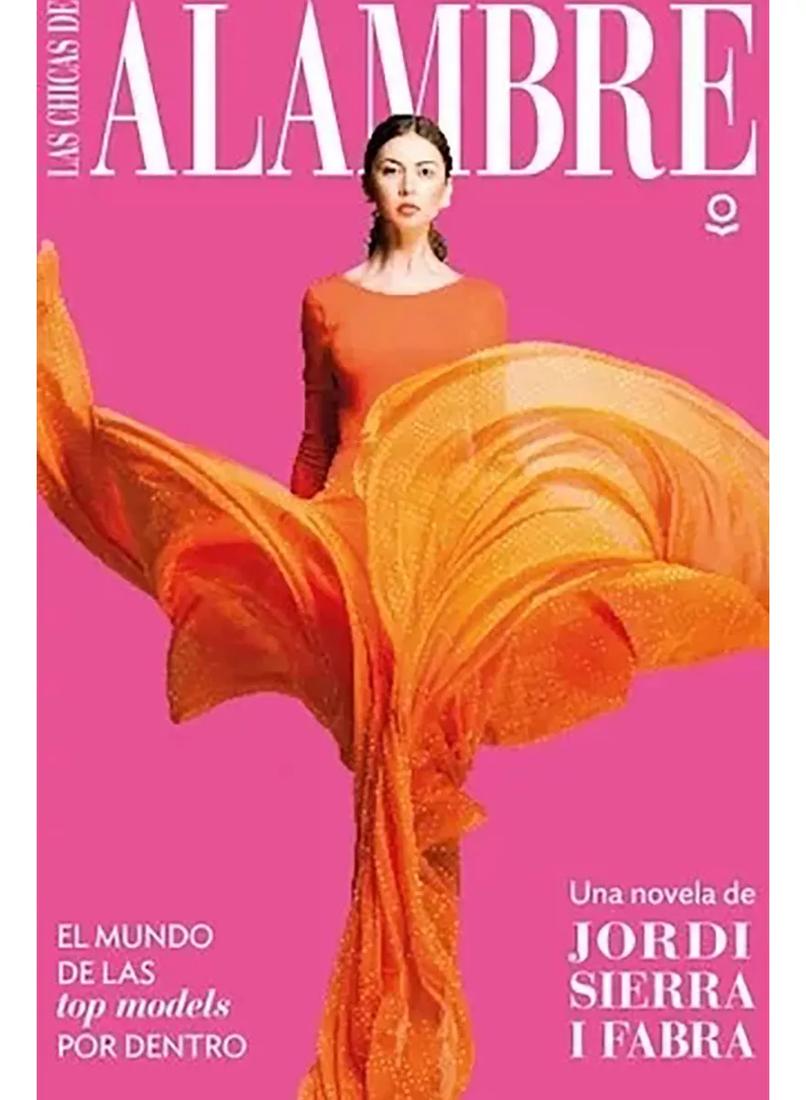 LAS CHICAS DE
ALAMBRE
Una novela de
JORDI
SIERRA
I FABRA
EL MUNDO
DE LAS
top models
POR DENTRO